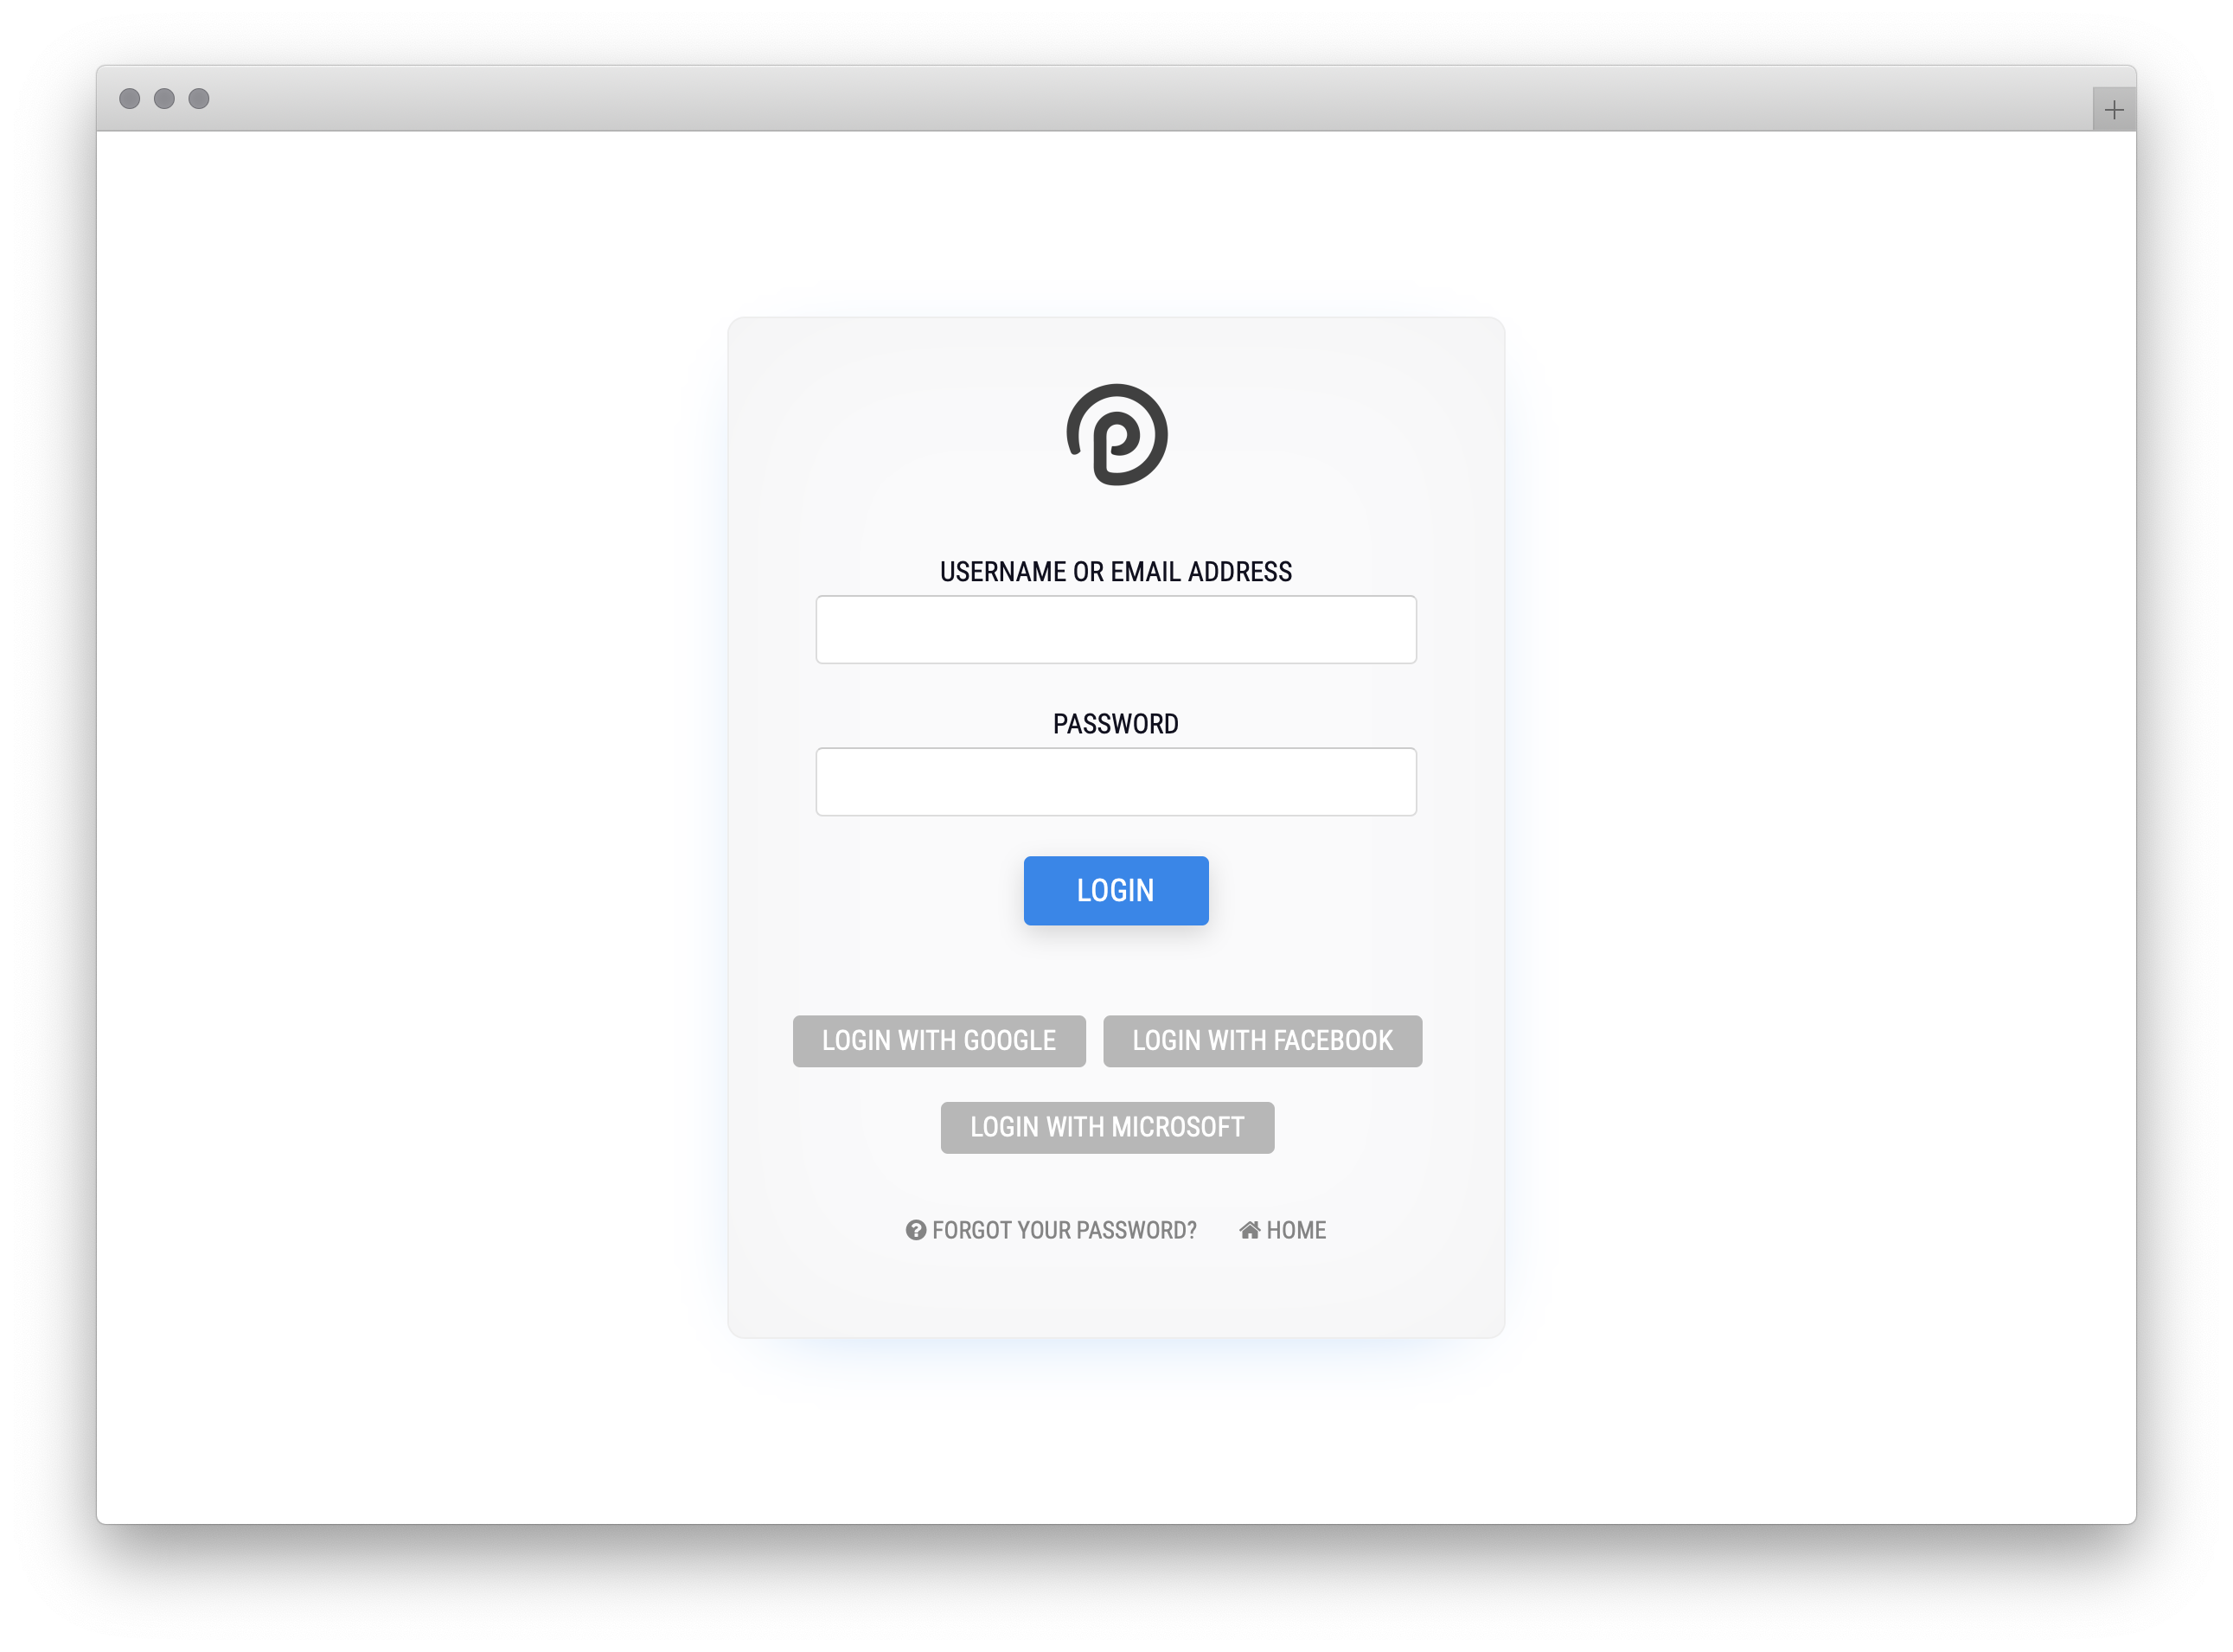 USERNAME OR EMAIL ADDRESS
PASSWORD
LOGIN
LOGIN WITH GOOGLE
LOGIN WITH FACEBOOK
LOGIN WITH MICROSOFT
FORGOT YOUR PASSWORD?
HOME